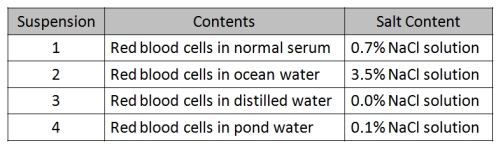 Suspension Contents Salt Content
1 Red blood cells in normal serum 0.7% NaCl solution
2 Red blood cells in ocean water 3.5% NaCl solution
3 Red blood cells in distilled water 0.0% NaCl solution
4 Red blood cells in pond water 0.1% NaCl solution